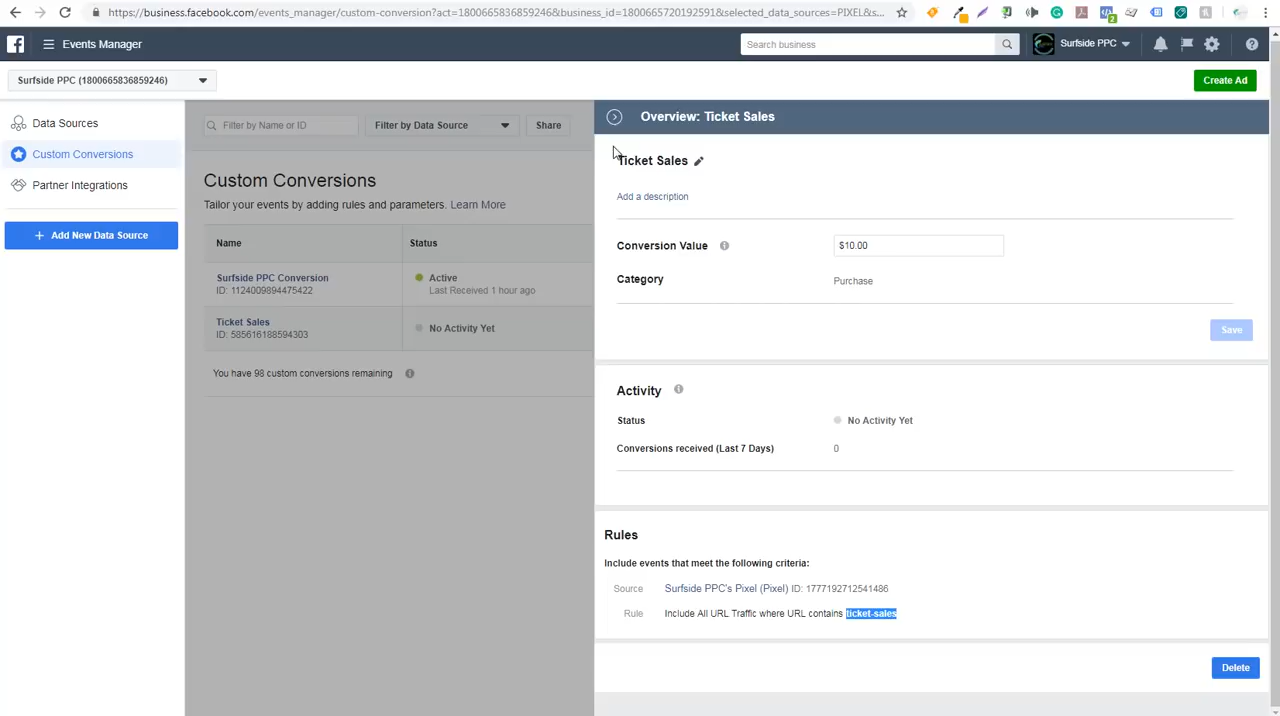 https://business.facebook.com/events_manager/custom-conversion?act=1800665836859246&business_id=1800665720192591&selected_data_sources=PIXEL&s...
2
Events Manager
Search business
Surfside PPC
Surfside PPC (1800665836859246)
Create Ad
Data Sources
Custom Conversions
Partner Integrations
+ Add New Data Source
Filter by Name or ID
Filter by Data Source
Share
Custom Conversions
Tailor your events by adding rules and parameters. Learn More
Name Status
Surfside PPC Conversion Active
ID: 1124009894475422 Last Received 1 hour ago
Ticket Sales No Activity Yet
ID: 585616188594303
You have 98 custom conversions remaining
Overview: Ticket Sales
Ticket Sales
Add a description
Conversion Value $10.00
Category Purchase
Save
Activity
Status No Activity Yet
Conversions received (Last 7 Days) 0
Rules
Include events that meet the following criteria:
Source Surfside PPC's Pixel (Pixel) ID: 1777192712541486
Rule Include All URL Traffic where URL contains ticket-sales
Delete